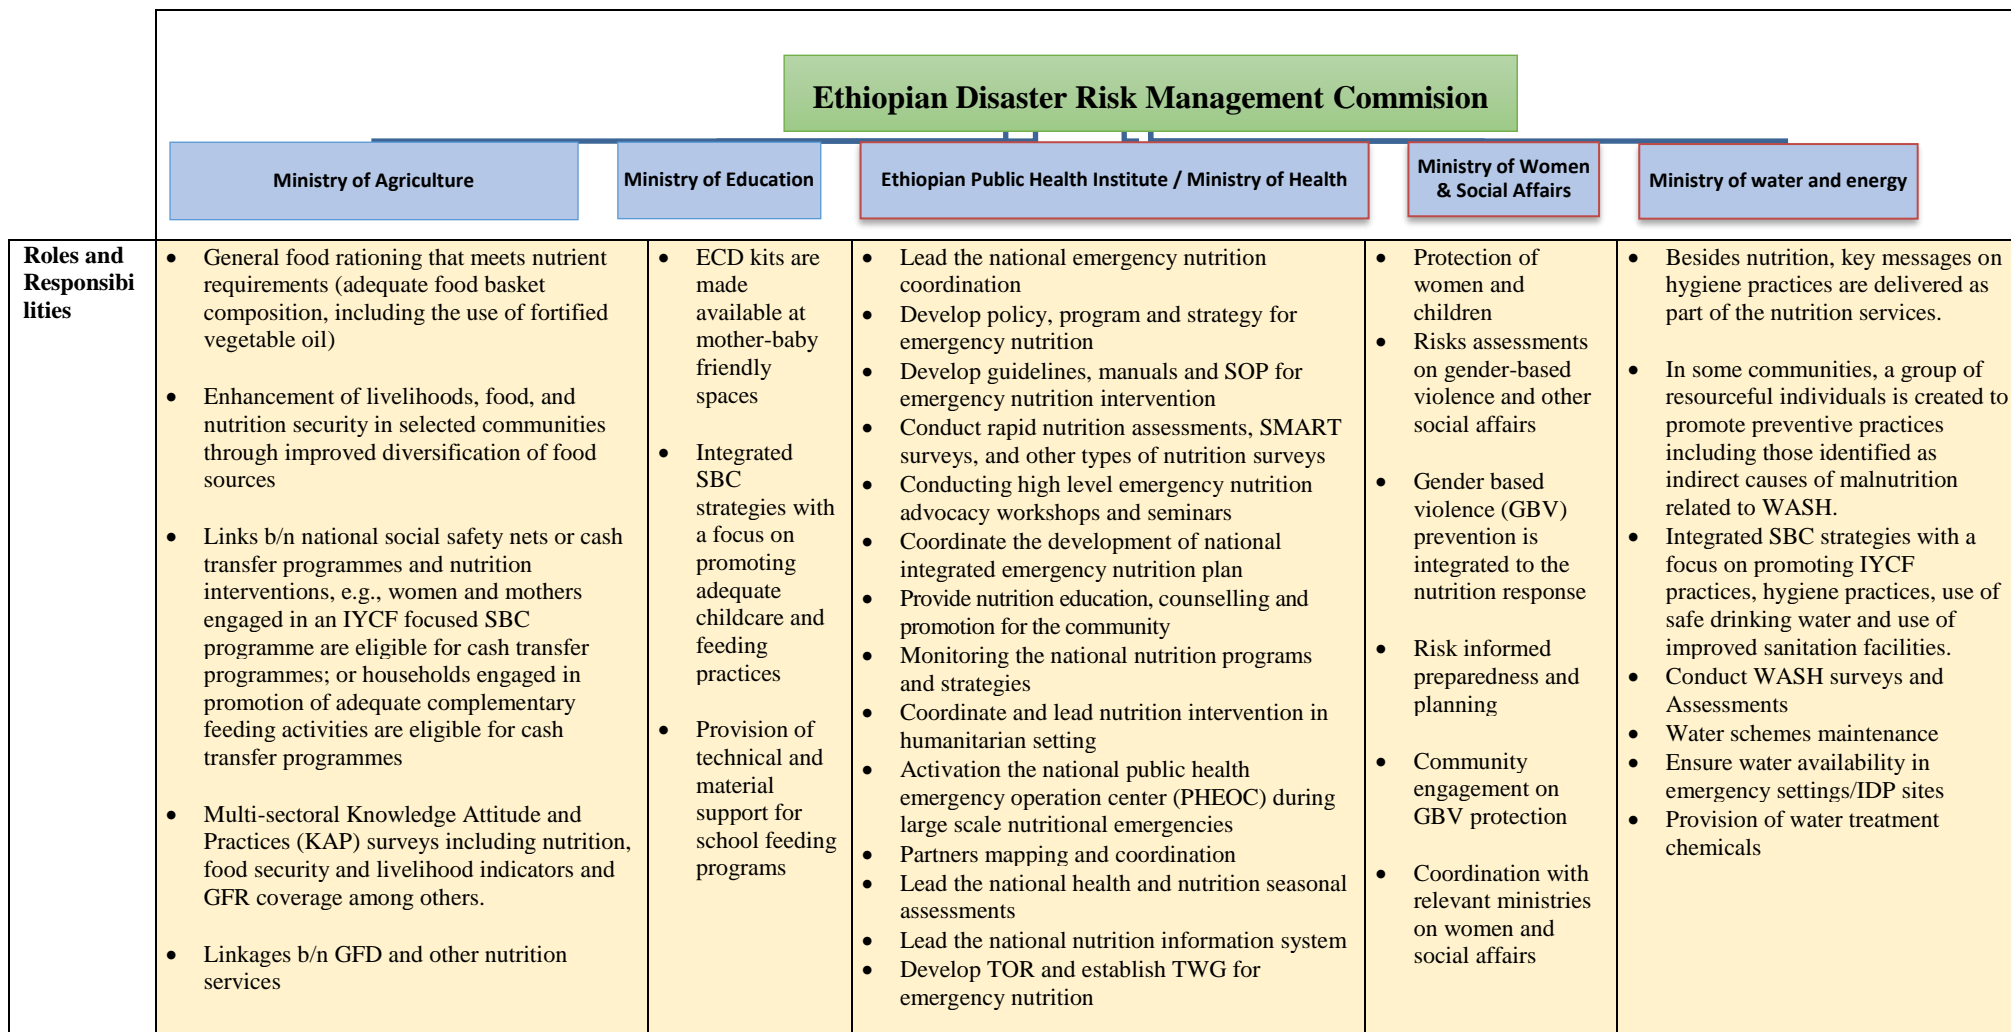 Ethiopian Disaster Risk Management Commision
Ministry of Agriculture
Ministry of Education
Ethiopian Public Health Institute / Ministry of Health
Ministry of Women
& Social Affairs
Ministry of water and energy
Roles and
Responsibi
lities
• General food rationing that meets nutrient
requirements (adequate food basket
composition, including the use of fortified
vegetable oil)
• Enhancement of livelihoods, food, and
nutrition security in selected communities
through improved diversification of food
sources
• Links b/n national social safety nets or cash
transfer programmes and nutrition
interventions, e.g., women and mothers
engaged in an IYCF focused SBC
programme are eligible for cash transfer
programmes; or households engaged in
promotion of adequate complementary
feeding activities are eligible for cash
transfer programmes
• Multi-sectoral Knowledge Attitude and
Practices (KAP) surveys including nutrition,
food security and livelihood indicators and
GFR coverage among others.
• Linkages b/n GFD and other nutrition
services
• ECD kits are
made
available at
mother-baby
friendly
spaces
• Integrated
SBC
strategies with
a focus on
promoting
adequate
childcare and
feeding
practices
• Provision of
technical and
material
support for
school feeding
programs
• Lead the national emergency nutrition
coordination
• Develop policy, program and strategy for
emergency nutrition
• Develop guidelines, manuals and SOP for
emergency nutrition intervention
• Conduct rapid nutrition assessments, SMART
surveys, and other types of nutrition surveys
• Conducting high level emergency nutrition
advocacy workshops and seminars
• Coordinate the development of national
integrated emergency nutrition plan
• Provide nutrition education, counselling and
promotion for the community
• Monitoring the national nutrition programs
and strategies
• Coordinate and lead nutrition intervention in
humanitarian setting
• Activation the national public health
emergency operation center (PHEOC) during
large scale nutritional emergencies
• Partners mapping and coordination
• Lead the national health and nutrition seasonal
assessments
• Lead the national nutrition information system
• Develop TOR and establish TWG for
emergency nutrition
• Protection of
women and
children
• Risks assessments
on gender-based
violence and other
social affairs
• Gender based
violence (GBV)
prevention is
integrated to the
nutrition response
• Risk informed
preparedness and
planning
• Community
engagement on
GBV protection
• Coordination with
relevant ministries
on women and
social affairs
• Besides nutrition, key messages on
hygiene practices are delivered as
part of the nutrition services.
• In some communities, a group of
resourceful individuals is created to
promote preventive practices
including those identified as
indirect causes of malnutrition
related to WASH.
• Integrated SBC strategies with a
focus on promoting IYCF
practices, hygiene practices, use of
safe drinking water and use of
improved sanitation facilities.
• Conduct WASH surveys and
Assessments
• Water schemes maintenance
• Ensure water availability in
emergency settings/IDP sites
• Provision of water treatment
chemicals